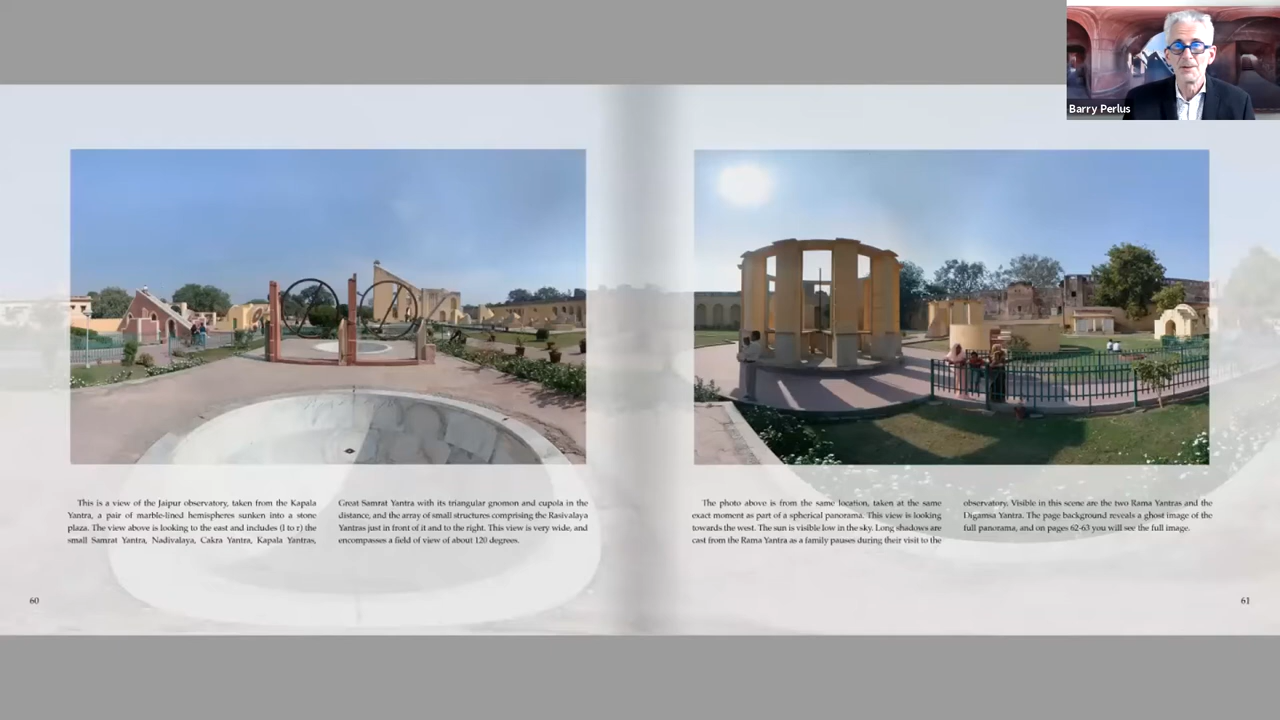 Barry Perlus
This is a view of the Jaipur observatory, taken from the Kapala
Yantra, a pair of marble-lined hemispheres sunken into a stone
plaza. The view above is looking to the east and includes (l to r) the
small Samrat Yantra, Nadivalaya, Cakra Yantra, Kapala Yantras,
Great Samrat Yantra with its triangular gnomon and cupola in the
distance, and the array of small structures comprising the Rasivalaya
Yantras just in front of it and to the right. This view is very wide, and
encompasses a field of view of about 120 degrees.
60
The photo above is from the same location, taken at the same
exact moment as part of a spherical panorama. This view is looking
towards the west. The sun is visible low in the sky. Long shadows are
cast from the Rama Yantra as a family pauses during their visit to the
observatory. Visible in this scene are the two Rama Yantras and the
Digamsa Yantra. The page background reveals a ghost image of the
full panorama, and on pages 62-63 you will see the full image.
61